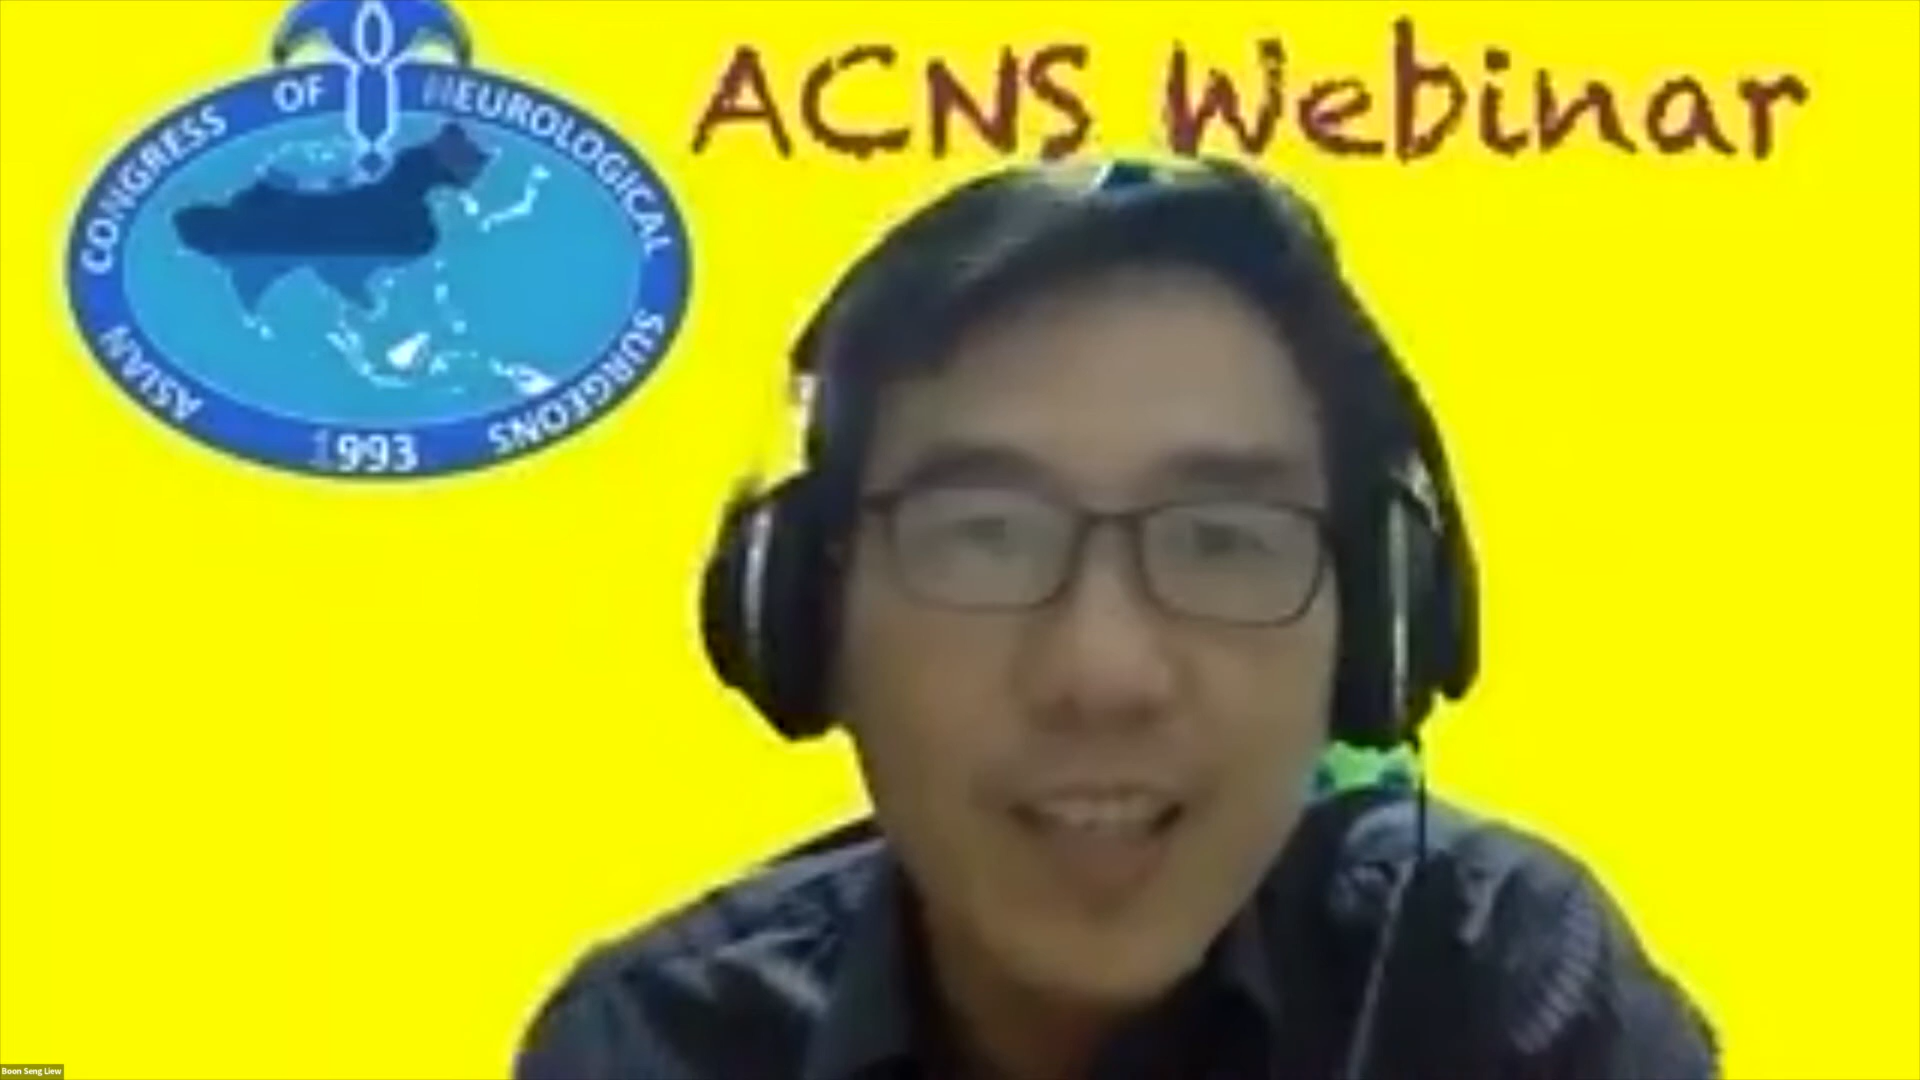 ACNS Webinar
ASIAN CONGRESS OF NEUROLOGICAL SURGEONS
1993
Boon Seng Liew